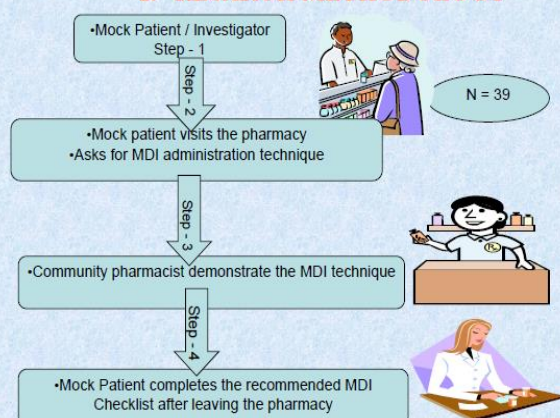 •Mock Patient / Investigator
Step - 1
Step - 2
N = 39
•Mock patient visits the pharmacy
•Asks for MDI administration technique
Step - 3
•Community pharmacist demonstrate the MDI technique
Step - 4
•Mock Patient completes the recommended MDI
Checklist after leaving the pharmacy